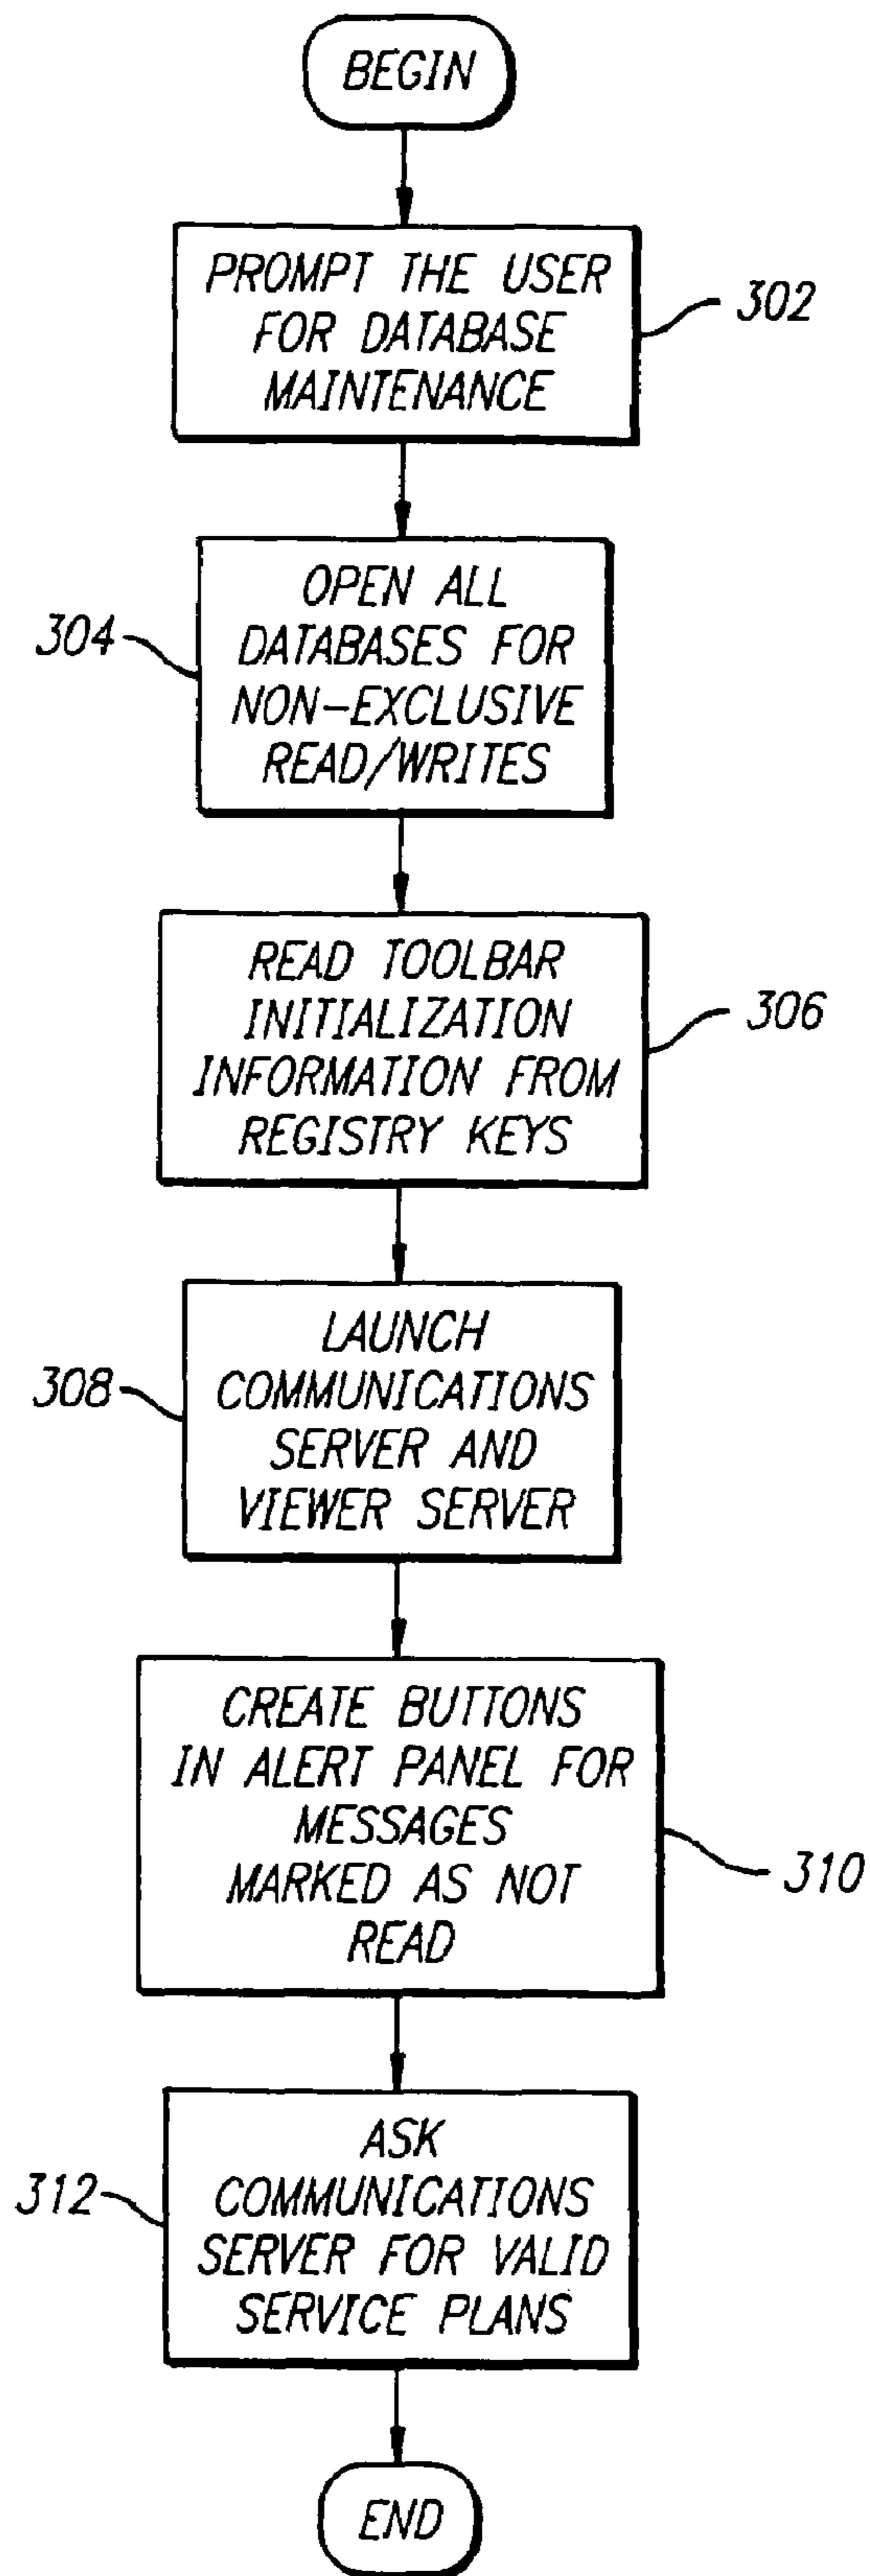 BEGIN
PROMPT THE USER
FOR DATABASE
MAINTENANCE
302
OPEN ALL
DATABASES FOR
NON-EXCLUSIVE
READ/WRITES
304
READ TOOLBAR
INITIALIZATION
INFORMATION FROM
REGISTRY KEYS
306
LAUNCH
COMMUNICATIONS
SERVER AND
VIEWER SERVER
308
CREATE BUTTONS
IN ALERT PANEL FOR
MESSAGES
MARKED AS NOT
READ
310
ASK
COMMUNICATIONS
SERVER FOR VALID
SERVICE PLANS
312
END